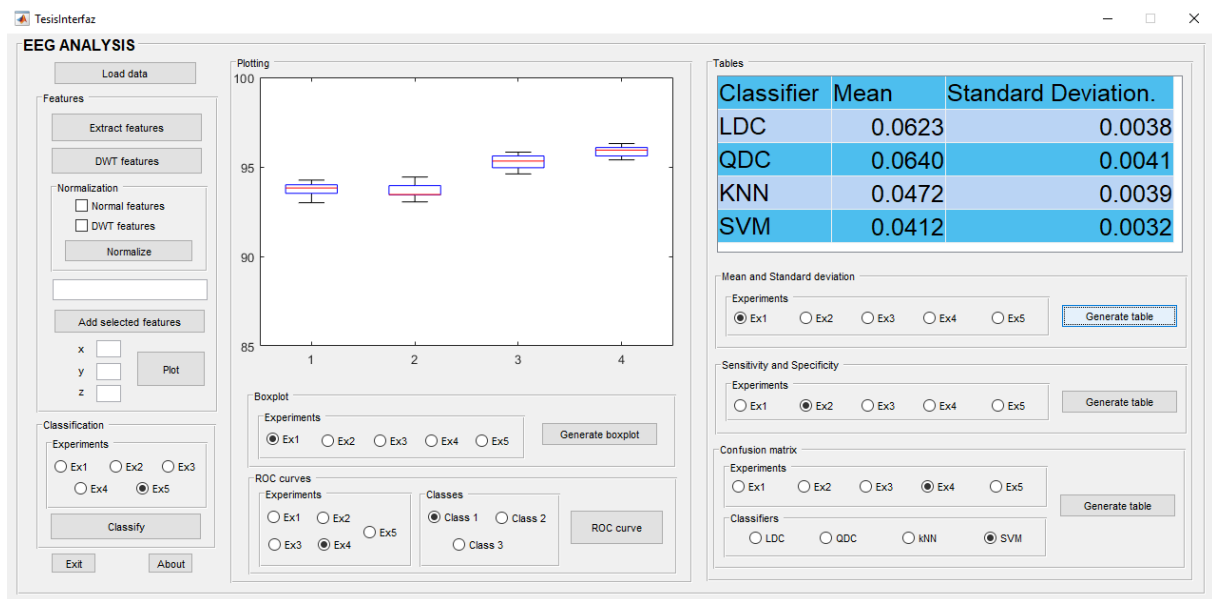 TesisInterfaz
EEG ANALYSIS
Load data
Features
Extract features
DWT features
Normalization
Normal features
DWT features
Normalize
Add selected features
x
y
z
Plot
Classification
Experiments
Ex1 Ex2 Ex3
Ex4 Ex5
Classify
Exit About
Plotting
100
95
90
85
1 2 3 4
Boxplot
Experiments
Ex1 Ex2 Ex3 Ex4 Ex5
Generate boxplot
ROC curves
Experiments
Ex1 Ex2
Ex5
Ex3 Ex4
Classes
Class 1 Class 2
Class 3
ROC curve
Tables
Classifier Mean Standard Deviation.
LDC 0.0623 0.0038
QDC 0.0640 0.0041
KNN 0.0472 0.0039
SVM 0.0412 0.0032
Mean and Standard deviation
Experiments
Ex1 Ex2 Ex3 Ex4 Ex5
Generate table
Sensitivity and Specificity
Experiments
Ex1 Ex2 Ex3 Ex4 Ex5
Generate table
Confusion matrix
Experiments
Ex1 Ex2 Ex3 Ex4 Ex5
Classifiers
LDC QDC kNN SVM
Generate table